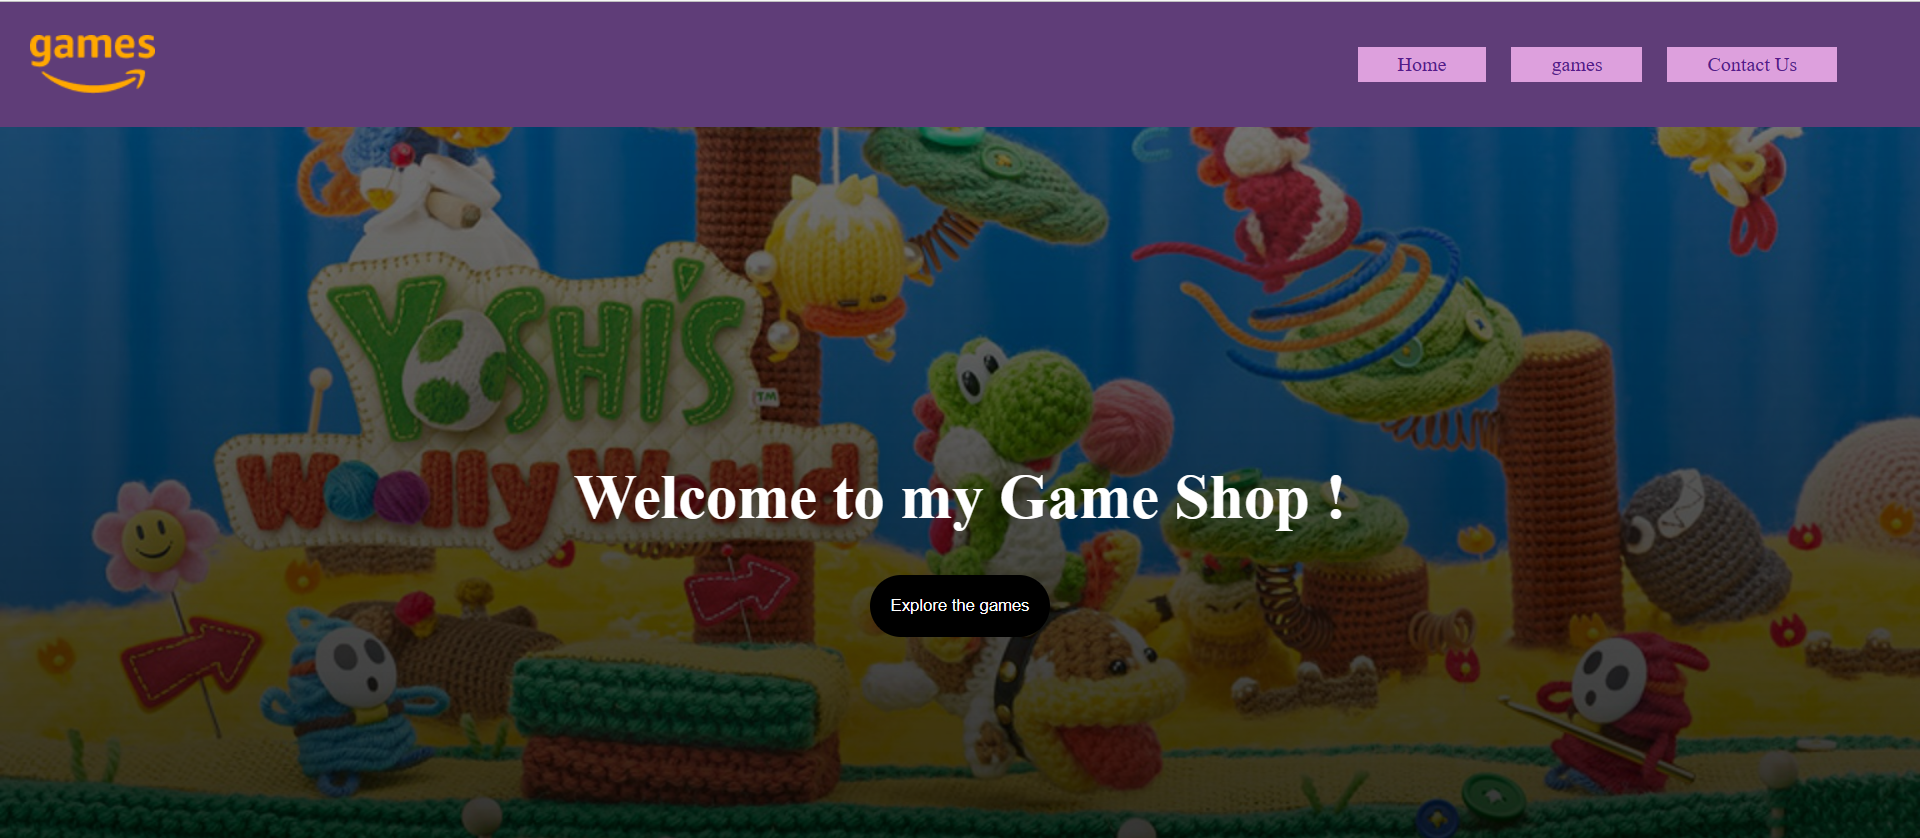 games
Home
games
Contact Us
Yoshi's
TM
Woolly World
Welcome to my Game Shop !
Explore the games